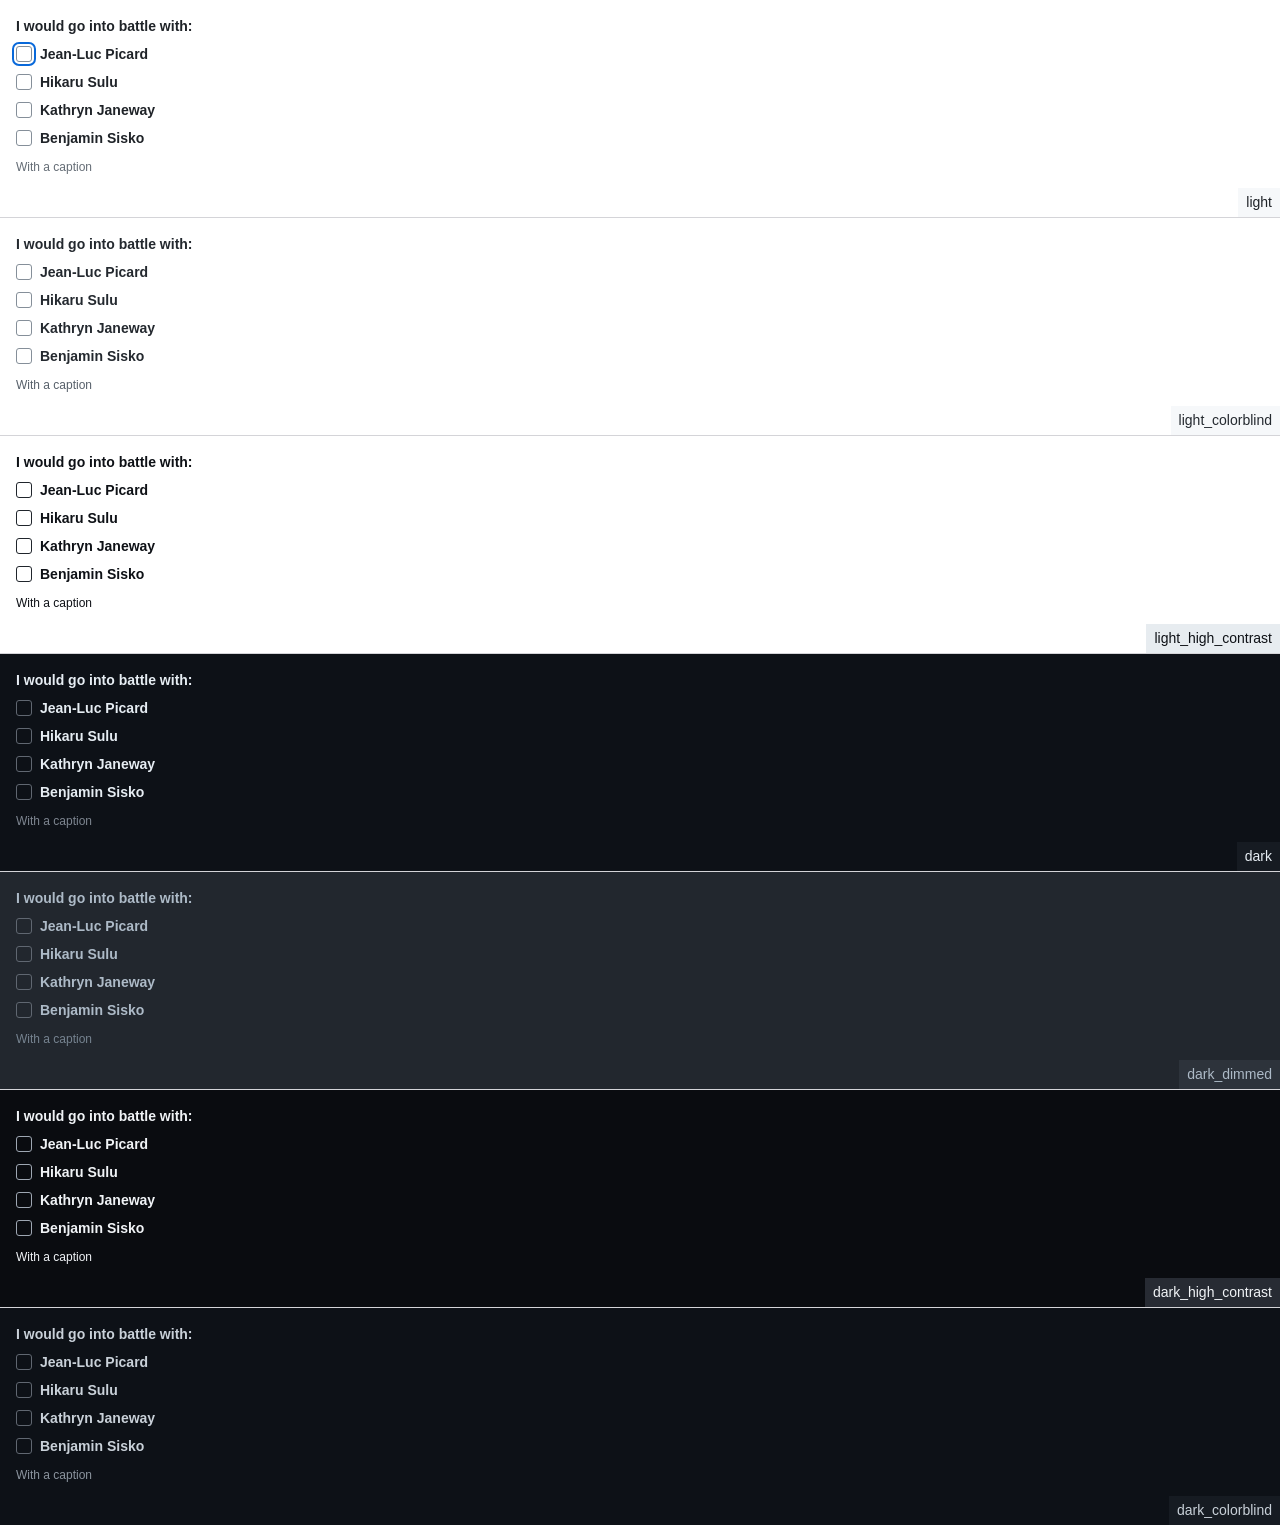 I would go into battle with:
Jean-Luc Picard
Hikaru Sulu
Kathryn Janeway
Benjamin Sisko
With a caption
light
I would go into battle with:
Jean-Luc Picard
Hikaru Sulu
Kathryn Janeway
Benjamin Sisko
With a caption
light_colorblind
I would go into battle with:
Jean-Luc Picard
Hikaru Sulu
Kathryn Janeway
Benjamin Sisko
With a caption
light_high_contrast
I would go into battle with:
Jean-Luc Picard
Hikaru Sulu
Kathryn Janeway
Benjamin Sisko
With a caption
dark
I would go into battle with:
Jean-Luc Picard
Hikaru Sulu
Kathryn Janeway
Benjamin Sisko
With a caption
dark_dimmed
I would go into battle with:
Jean-Luc Picard
Hikaru Sulu
Kathryn Janeway
Benjamin Sisko
With a caption
dark_high_contrast
I would go into battle with:
Jean-Luc Picard
Hikaru Sulu
Kathryn Janeway
Benjamin Sisko
With a caption
dark_colorblind